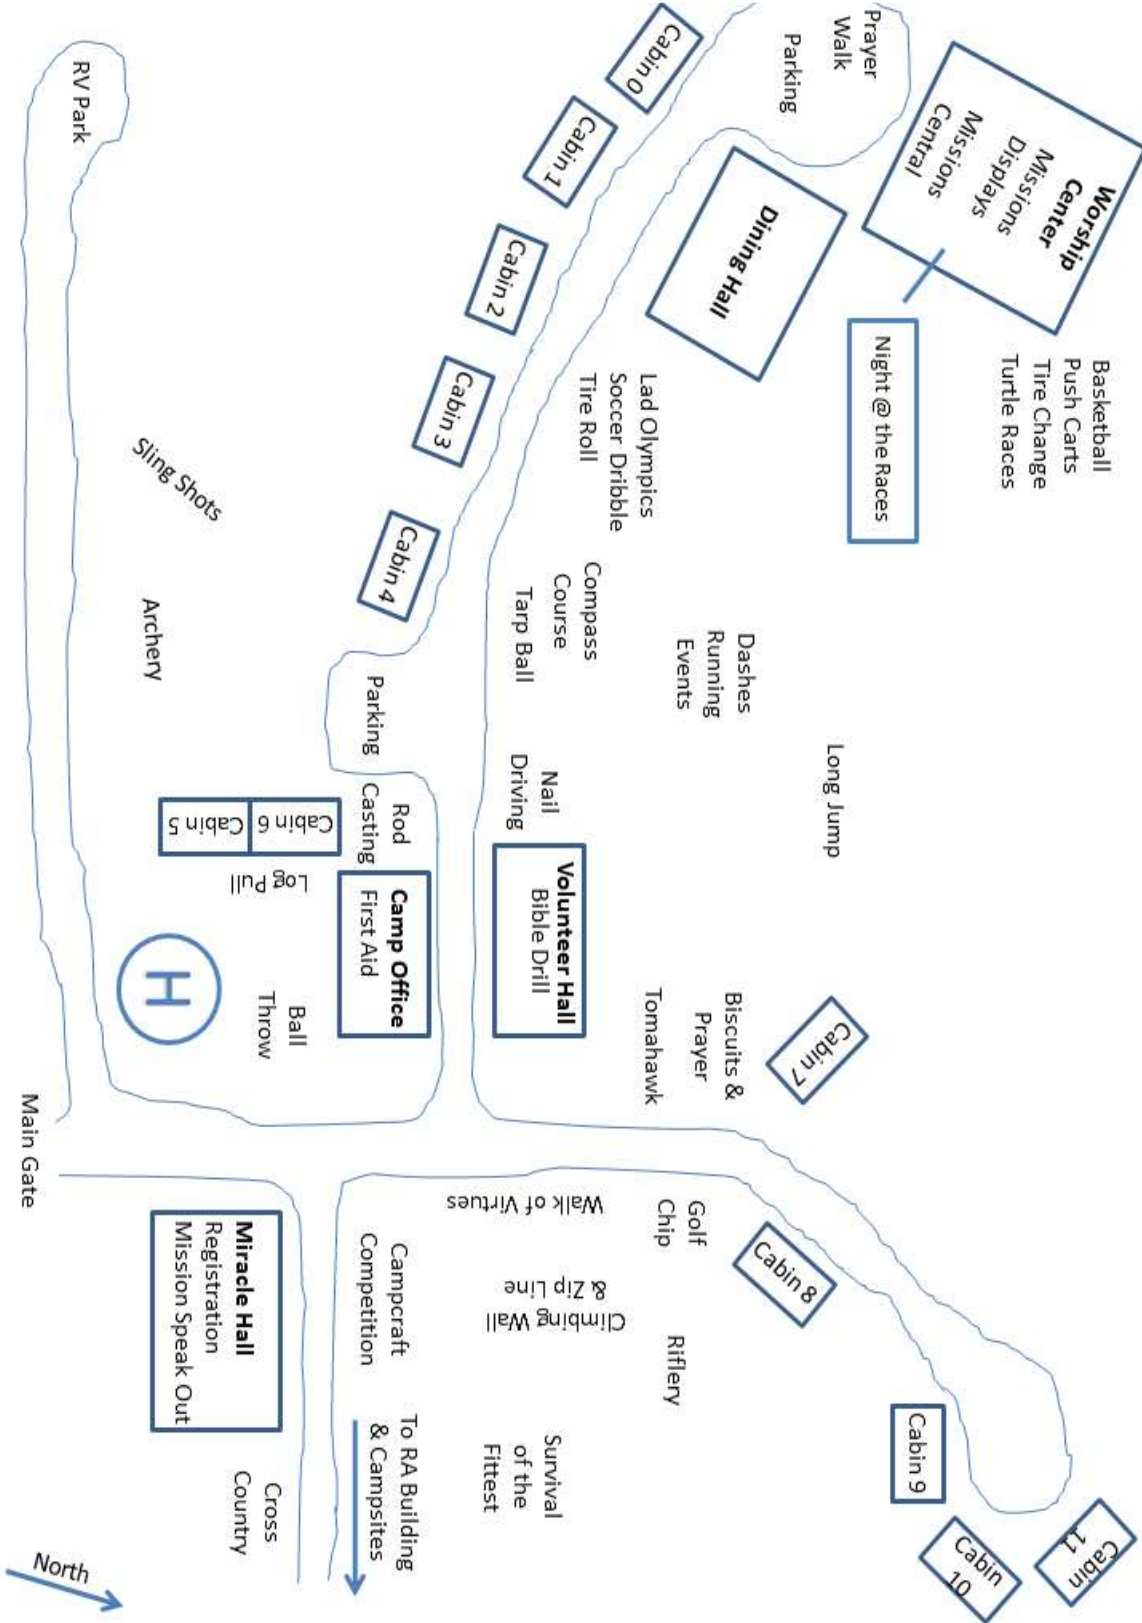 Prayer
Walk
Parking
Worship
Center
Missions
Displays
Missions
Central
Night @ the Races
Basketball
Push Carts
Tire Change
Turtle Races
Dining Hall
Cabin 0
Cabin 1
Cabin 2
Cabin 3
Cabin 4
RV Park
Lad Olympics
Soccer Dribble
Tire Roll
Sling Shots
Archery
Compass
Course
Tarp Ball
Dashes
Running
Events
Long Jump
Parking
Nail
Driving
Rod
Casting
Cabin 6
Cabin 5
Log Pull
Camp Office
First Aid
Volunteer Hall
Bible Drill
H
Ball
Throw
Biscuits &
Prayer
Tomahawk
Cabin 7
Main Gate
Miracle Hall
Registration
Mission Speak Out
Walk of Virtues
Golf
Chip
Cabin 8
Campcraft
Competition
Climbing Wall
& Zip Line
Riflery
To RA Building
& Campsites
Survival
of the
Fittest
Cabin 9
Cabin
10
Cabin
11
Cross
Country
North